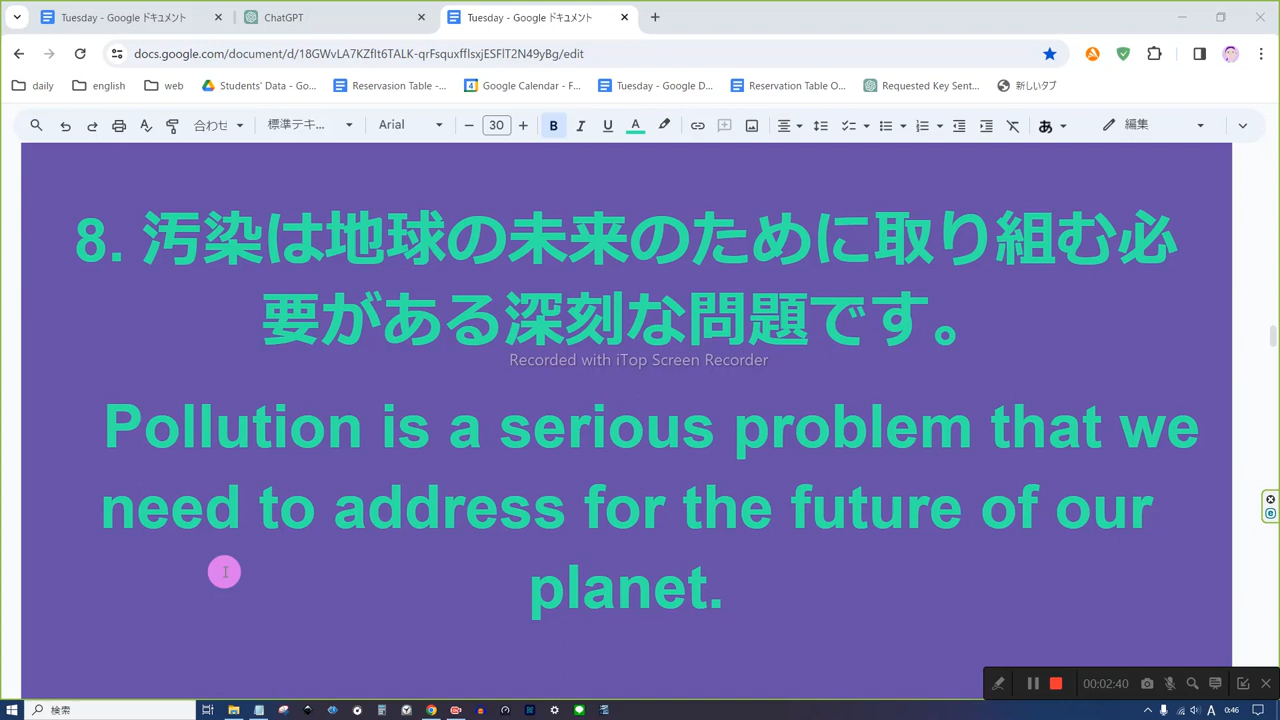 Tuesday - Google ドキュメント
ChatGPT
Tuesday - Google ドキュメント
docs.google.com/document/d/18GWvLA7KZfIt6TALK-qrFsquxfflsxjESFlT2N49yBg/edit
daily
english
web
Students' Data - Go...
Reservasion Table -...
Google Calendar - F...
Tuesday - Google D...
Reservation Table O...
Requested Key Sent...
新しいタブ
合わせ
標準テキ...
Arial
30
B
I
U
A
あ
編集
8. 汚染は地球の未来のために取り組む必
要がある深刻な問題です。
Recorded with iTop Screen Recorder
Pollution is a serious problem that we
need to address for the future of our
planet.
00:02:40
検索
A
0:46